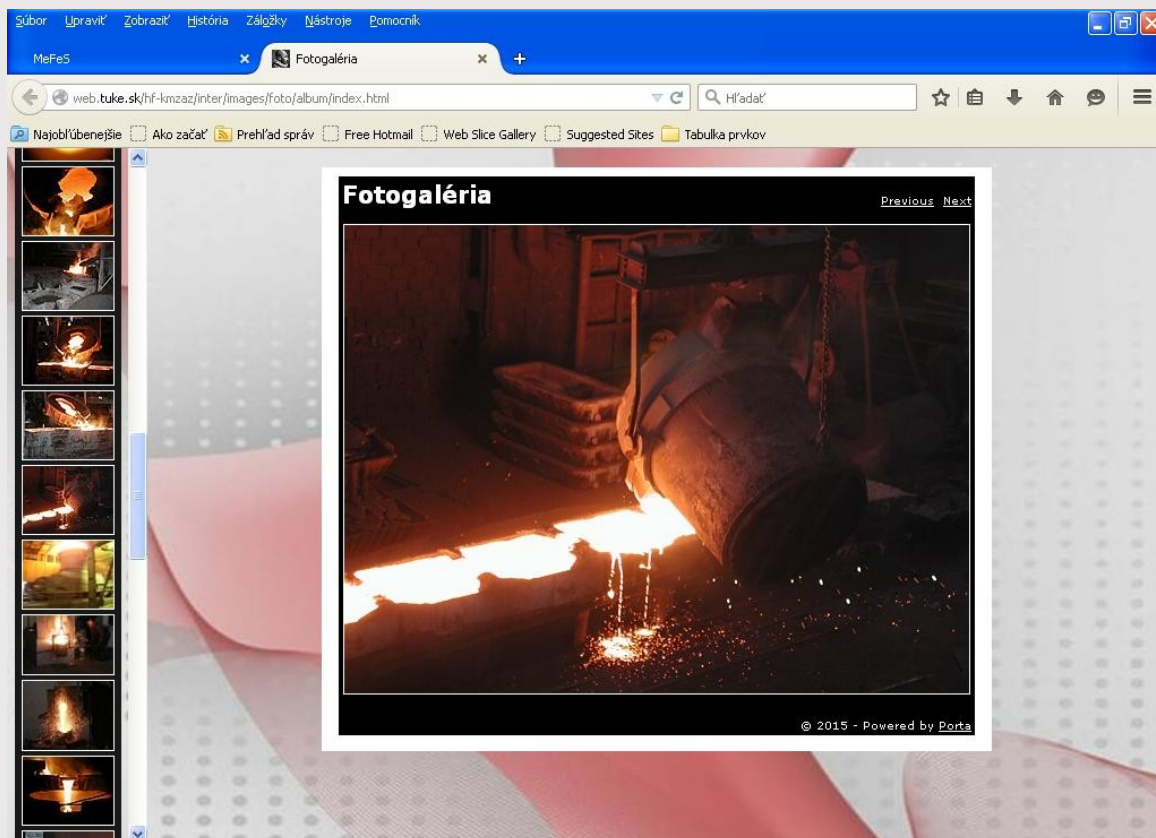 Súbor Upraviť Zobraziť História Záložky Nástroje Pomocník
MeFeS Fotogaléria
web.tuke.sk/hf-kmzaz/inter/images/foto/album/index.html Hľadať
Najobľúbenejšie Ako začať Prehľad správ Free Hotmail Web Slice Gallery Suggested Sites Tabulka prvkov
Fotogaléria
Previous Next
© 2015 - Powered by Porta